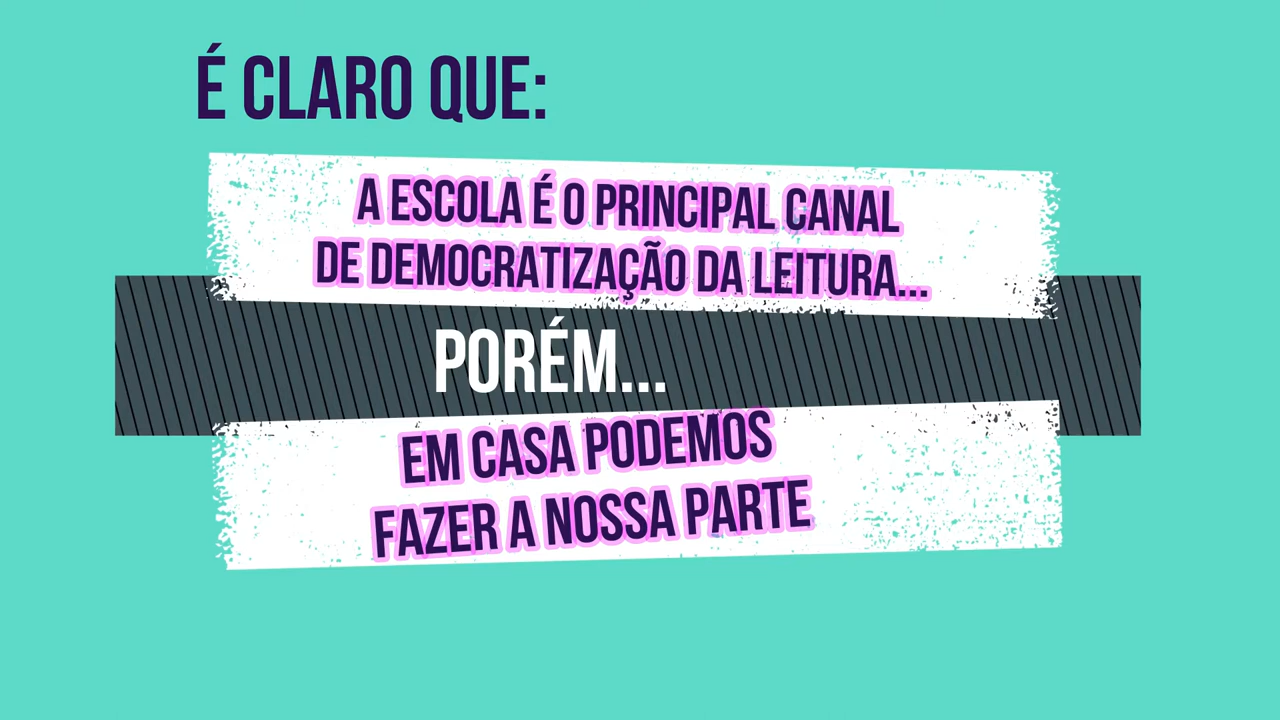 É CLARO QUE:
A ESCOLA É O PRINCIPAL CANAL
DE DEMOCRATIZAÇÃO DA LEITURA...
PORÉM...
EM CASA PODEMOS
FAZER A NOSSA PARTE